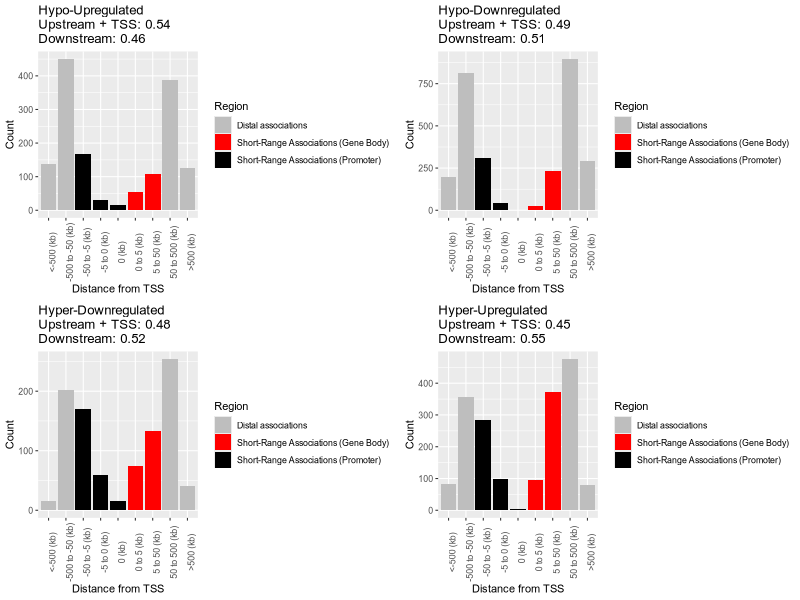 Hypo-Upregulated
Upstream + TSS: 0.54
Downstream: 0.46
400
300
200
100
0
Count
<-500 (kb)
-500 to -50 (kb)
-50 to -5 (kb)
-5 to 0 (kb)
0 (kb)
0 to 5 (kb)
5 to 50 (kb)
50 to 500 (kb)
>500 (kb)
Distance from TSS
Region
Distal associations
Short-Range Associations (Gene Body)
Short-Range Associations (Promoter)
Hypo-Downregulated
Upstream + TSS: 0.49
Downstream: 0.51
750
500
250
0
Count
<-500 (kb)
-500 to -50 (kb)
-50 to -5 (kb)
-5 to 0 (kb)
0 (kb)
0 to 5 (kb)
5 to 50 (kb)
50 to 500 (kb)
>500 (kb)
Distance from TSS
Region
Distal associations
Short-Range Associations (Gene Body)
Short-Range Associations (Promoter)
Hyper-Downregulated
Upstream + TSS: 0.48
Downstream: 0.52
200
100
0
Count
<-500 (kb)
-500 to -50 (kb)
-50 to -5 (kb)
-5 to 0 (kb)
0 (kb)
0 to 5 (kb)
5 to 50 (kb)
50 to 500 (kb)
>500 (kb)
Distance from TSS
Region
Distal associations
Short-Range Associations (Gene Body)
Short-Range Associations (Promoter)
Hyper-Upregulated
Upstream + TSS: 0.45
Downstream: 0.55
400
300
200
100
0
Count
<-500 (kb)
-500 to -50 (kb)
-50 to -5 (kb)
-5 to 0 (kb)
0 (kb)
0 to 5 (kb)
5 to 50 (kb)
50 to 500 (kb)
>500 (kb)
Distance from TSS
Region
Distal associations
Short-Range Associations (Gene Body)
Short-Range Associations (Promoter)